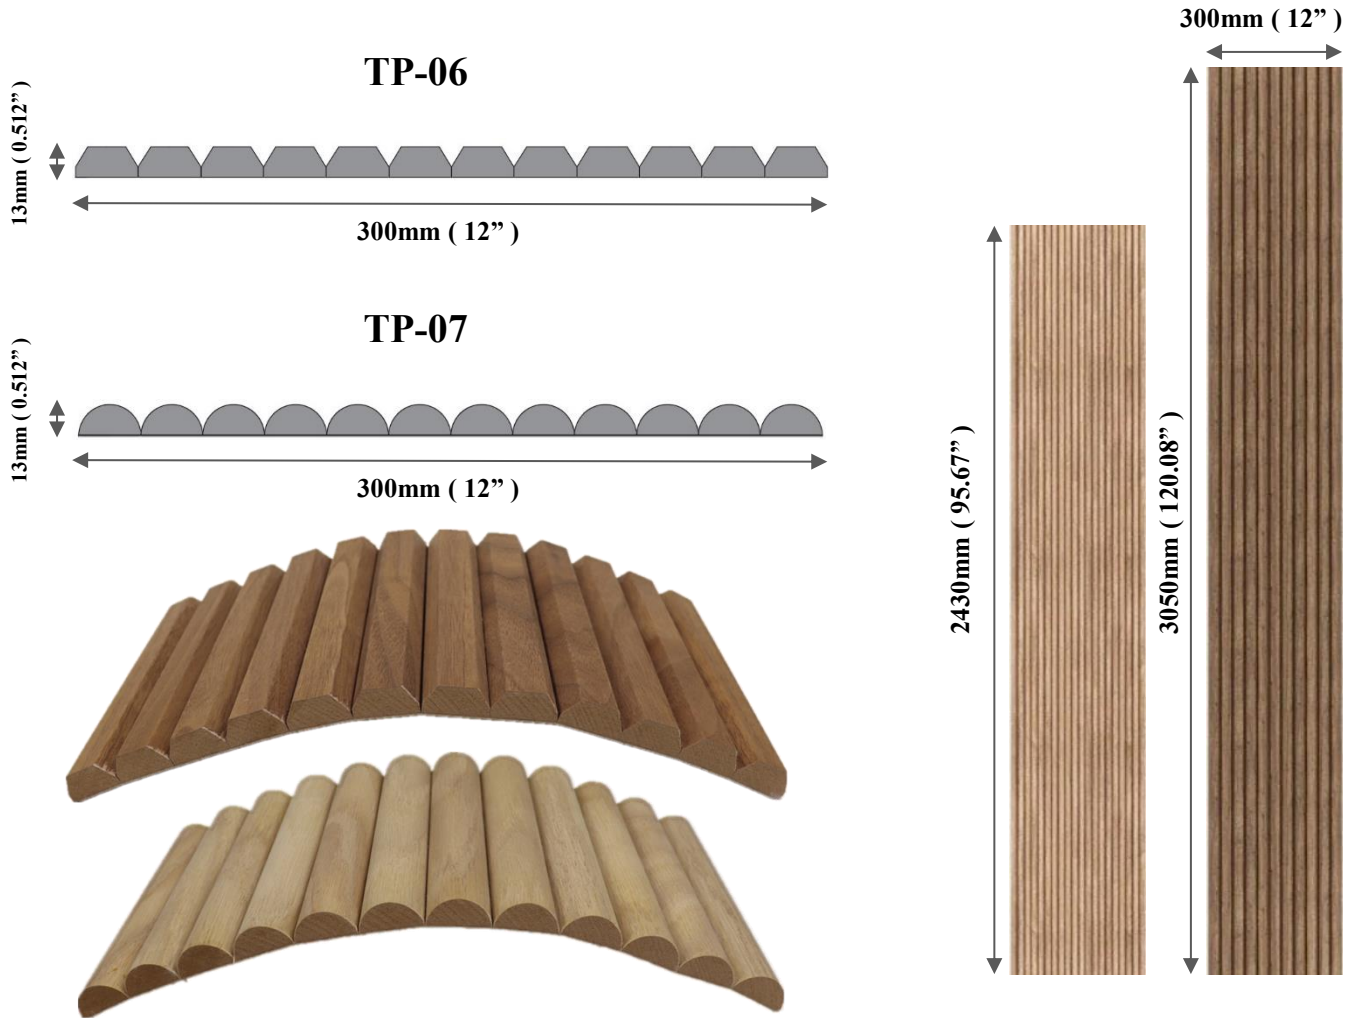 TP-06
13mm ( 0.512” )
300mm ( 12” )
TP-07
13mm ( 0.512” )
300mm ( 12” )
300mm ( 12” )
2430mm ( 95.67” )
3050mm ( 120.08” )